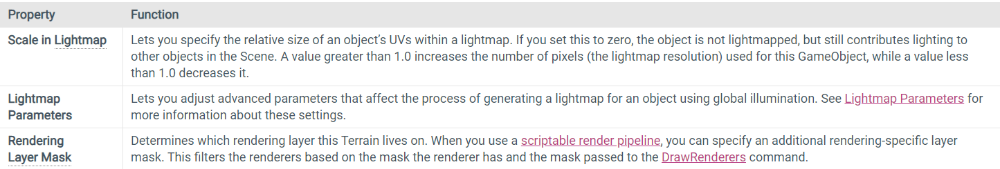 Property Function
Scale in Lightmap Lets you specify the relative size of an object’s UVs within a lightmap. If you set this to zero, the object is not lightmapped, but still contributes lighting to
other objects in the Scene. A value greater than 1.0 increases the number of pixels (the lightmap resolution) used for this GameObject, while a value less
than 1.0 decreases it.
Lightmap
Parameters
Lets you adjust advanced parameters that affect the process of generating a lightmap for an object using global illumination. See Lightmap Parameters for
more information about these settings.
Rendering
Layer Mask
Determines which rendering layer this Terrain lives on. When you use a scriptable render pipeline, you can specify an additional rendering-specific layer
mask. This filters the renderers based on the mask the renderer has and the mask passed to the DrawRenderers command.